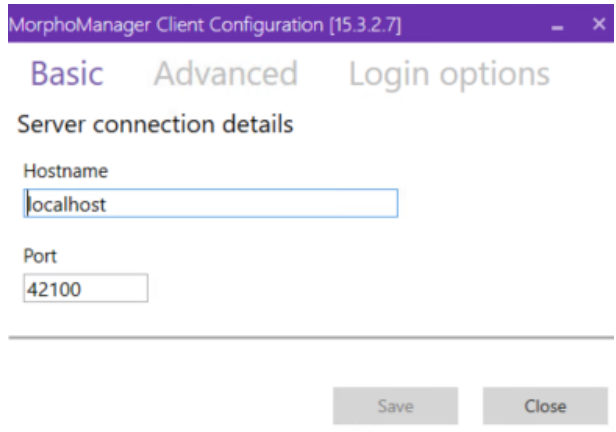 MorphoManager Client Configuration [15.3.2.7]
Basic Advanced Login options
Server connection details
Hostname
localhost
Port
42100
Save Close